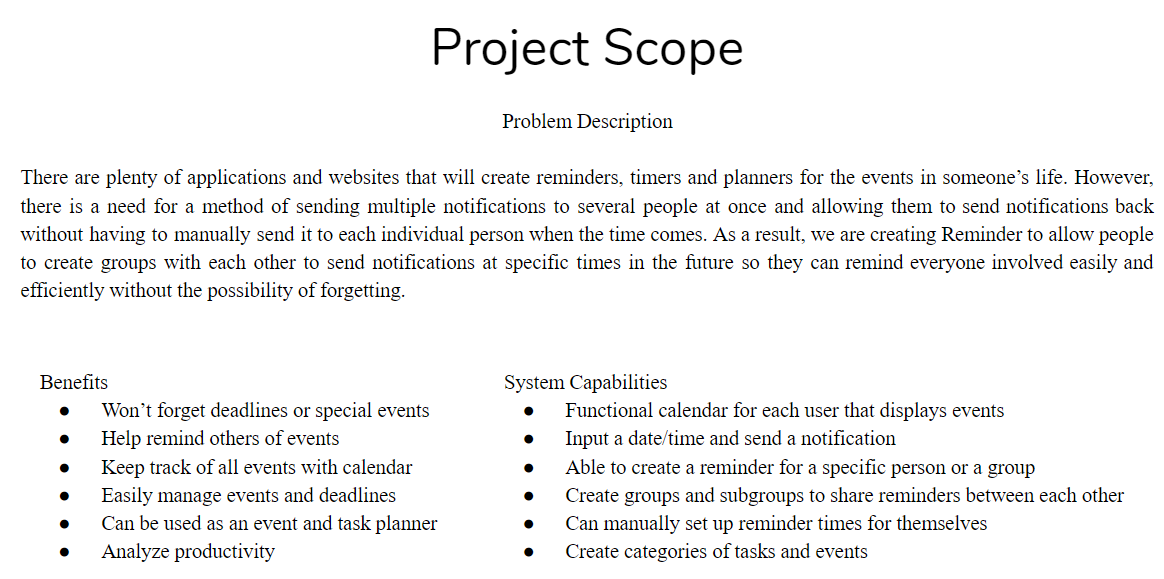 Project Scope
Problem Description
There are plenty of applications and websites that will create reminders, timers and planners for the events in someone’s life. However,
there is a need for a method of sending multiple notifications to several people at once and allowing them to send notifications back
without having to manually send it to each individual person when the time comes. As a result, we are creating Reminder to allow people
to create groups with each other to send notifications at specific times in the future so they can remind everyone involved easily and
efficiently without the possibility of forgetting.
Benefits
● Won’t forget deadlines or special events
● Help remind others of events
● Keep track of all events with calendar
● Easily manage events and deadlines
● Can be used as an event and task planner
● Analyze productivity
System Capabilities
● Functional calendar for each user that displays events
● Input a date/time and send a notification
● Able to create a reminder for a specific person or a group
● Create groups and subgroups to share reminders between each other
● Can manually set up reminder times for themselves
● Create categories of tasks and events